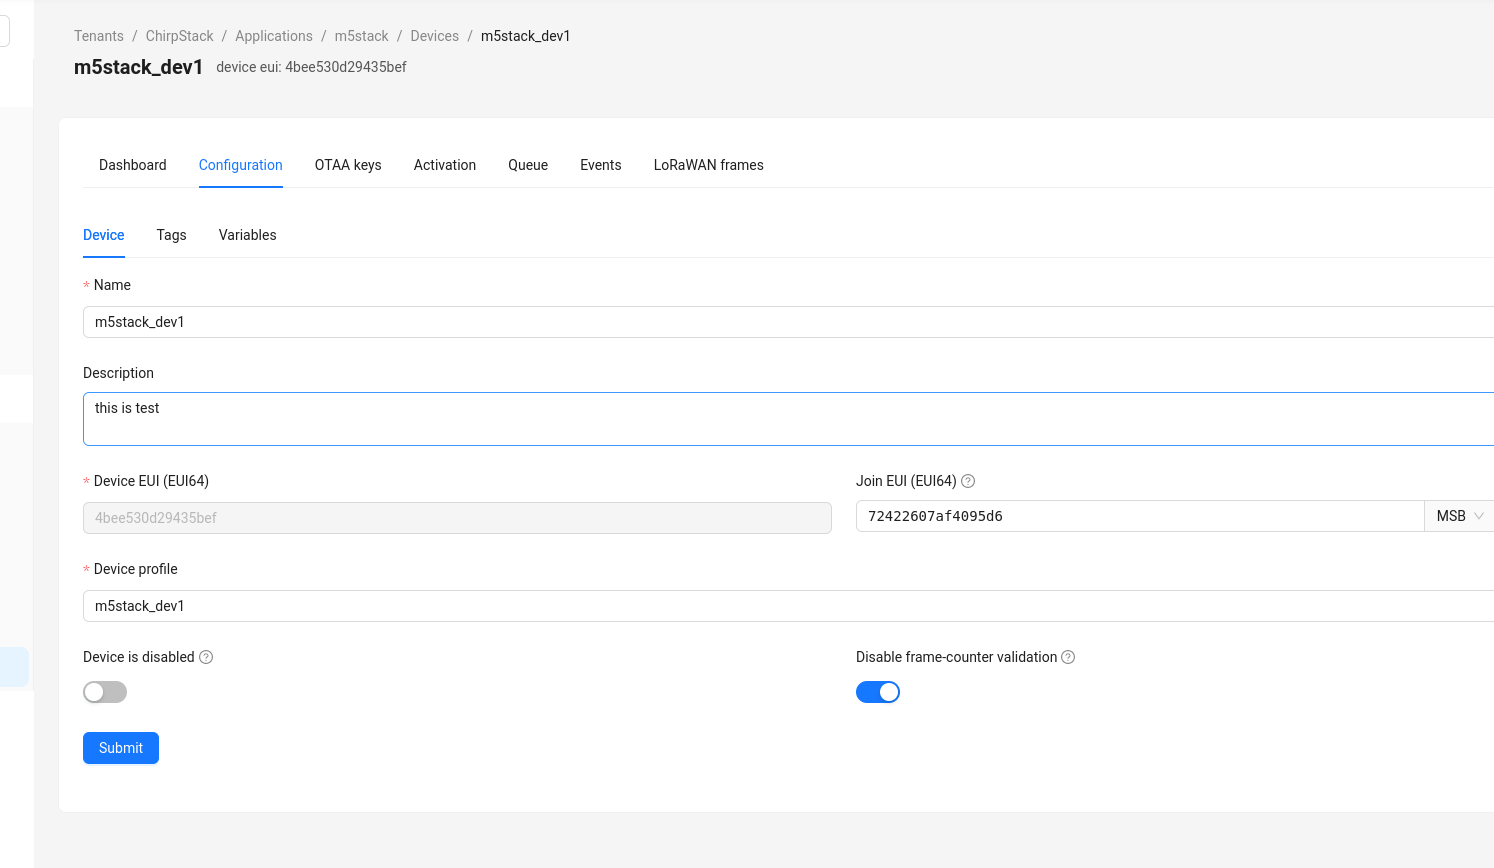 Tenants / ChirpStack / Applications / m5stack / Devices / m5stack_dev1
m5stack_dev1 device eui: 4bee530d29435bef
Dashboard Configuration OTAA keys Activation Queue Events LoRaWAN frames
Device Tags Variables
* Name
m5stack_dev1
Description
this is test
* Device EUI (EUI64) Join EUI (EUI64) ?
4bee530d29435bef 72422607af4095d6 MSB
* Device profile
m5stack_dev1
Device is disabled ? Disable frame-counter validation ?
Submit